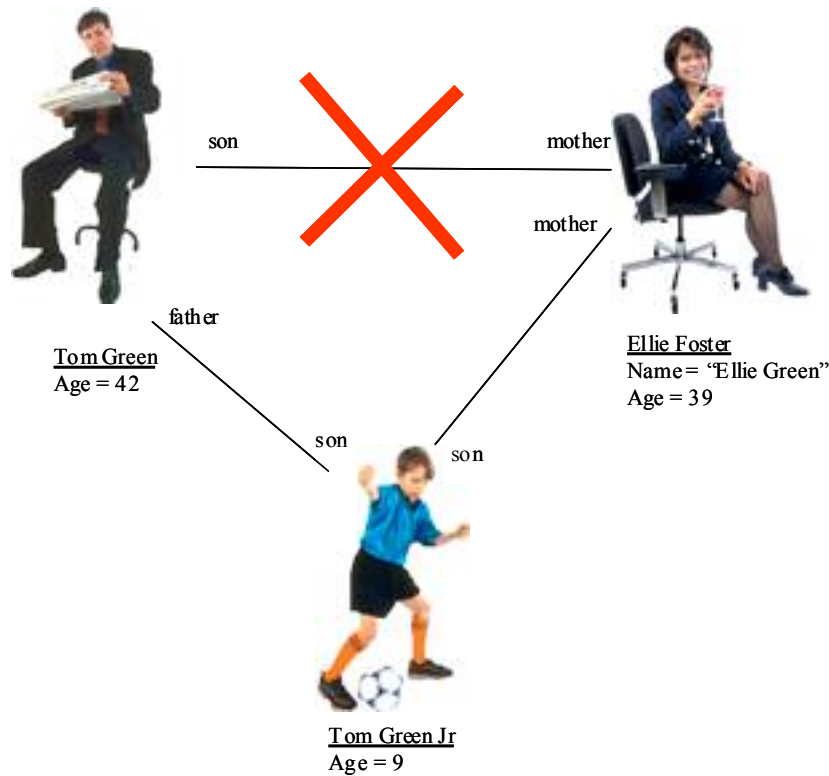 son
mother
mother
father
Tom Green
Age = 42
Ellie Foster
Name = “Ellie Green”
Age = 39
son
son
Tom Green Jr
Age = 9